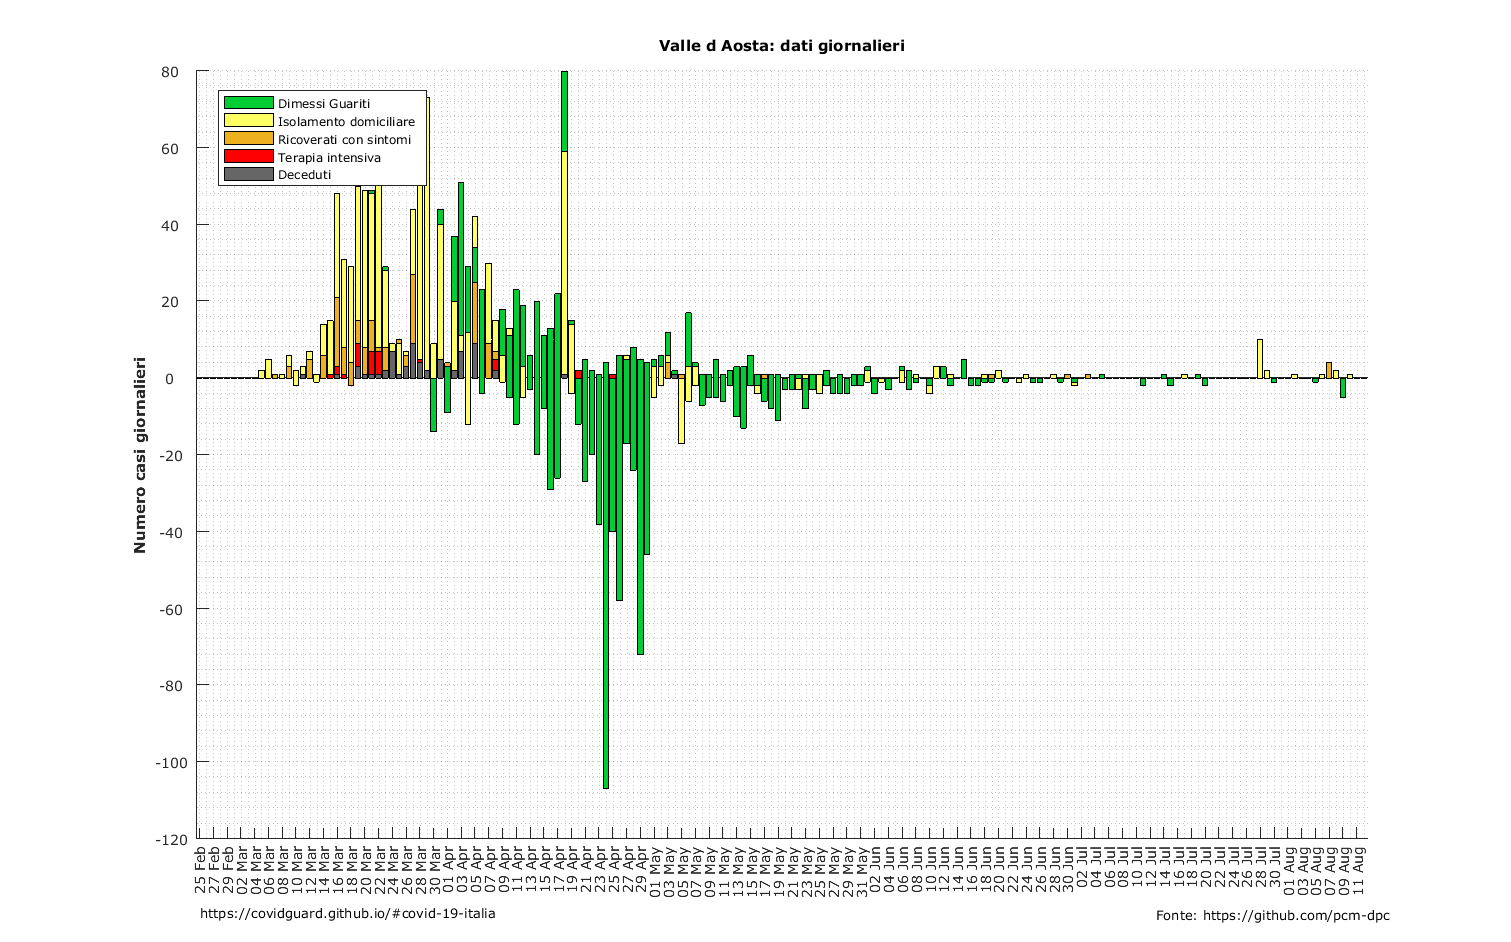 Valle d Aosta: dati giornalieri
80
60
40
20
0
-20
-40
-60
-80
-100
-120
Numero casi giornalieri
Dimessi Guariti
Isolamento domiciliare
Ricoverati con sintomi
Terapia intensiva
Deceduti
25 Feb
27 Feb
29 Feb
02 Mar
04 Mar
06 Mar
08 Mar
10 Mar
12 Mar
14 Mar
16 Mar
18 Mar
20 Mar
22 Mar
24 Mar
26 Mar
28 Mar
30 Mar
01 Apr
03 Apr
05 Apr
07 Apr
09 Apr
11 Apr
13 Apr
15 Apr
17 Apr
19 Apr
21 Apr
23 Apr
25 Apr
27 Apr
29 Apr
01 May
03 May
05 May
07 May
09 May
11 May
13 May
15 May
17 May
19 May
21 May
23 May
25 May
27 May
29 May
31 May
02 Jun
04 Jun
06 Jun
08 Jun
10 Jun
12 Jun
14 Jun
16 Jun
18 Jun
20 Jun
22 Jun
24 Jun
26 Jun
28 Jun
30 Jun
02 Jul
04 Jul
06 Jul
08 Jul
10 Jul
12 Jul
14 Jul
16 Jul
18 Jul
20 Jul
22 Jul
24 Jul
26 Jul
28 Jul
30 Jul
01 Aug
03 Aug
05 Aug
07 Aug
09 Aug
11 Aug
https://covidguard.github.io/#covid-19-italia
Fonte: https://github.com/pcm-dpc